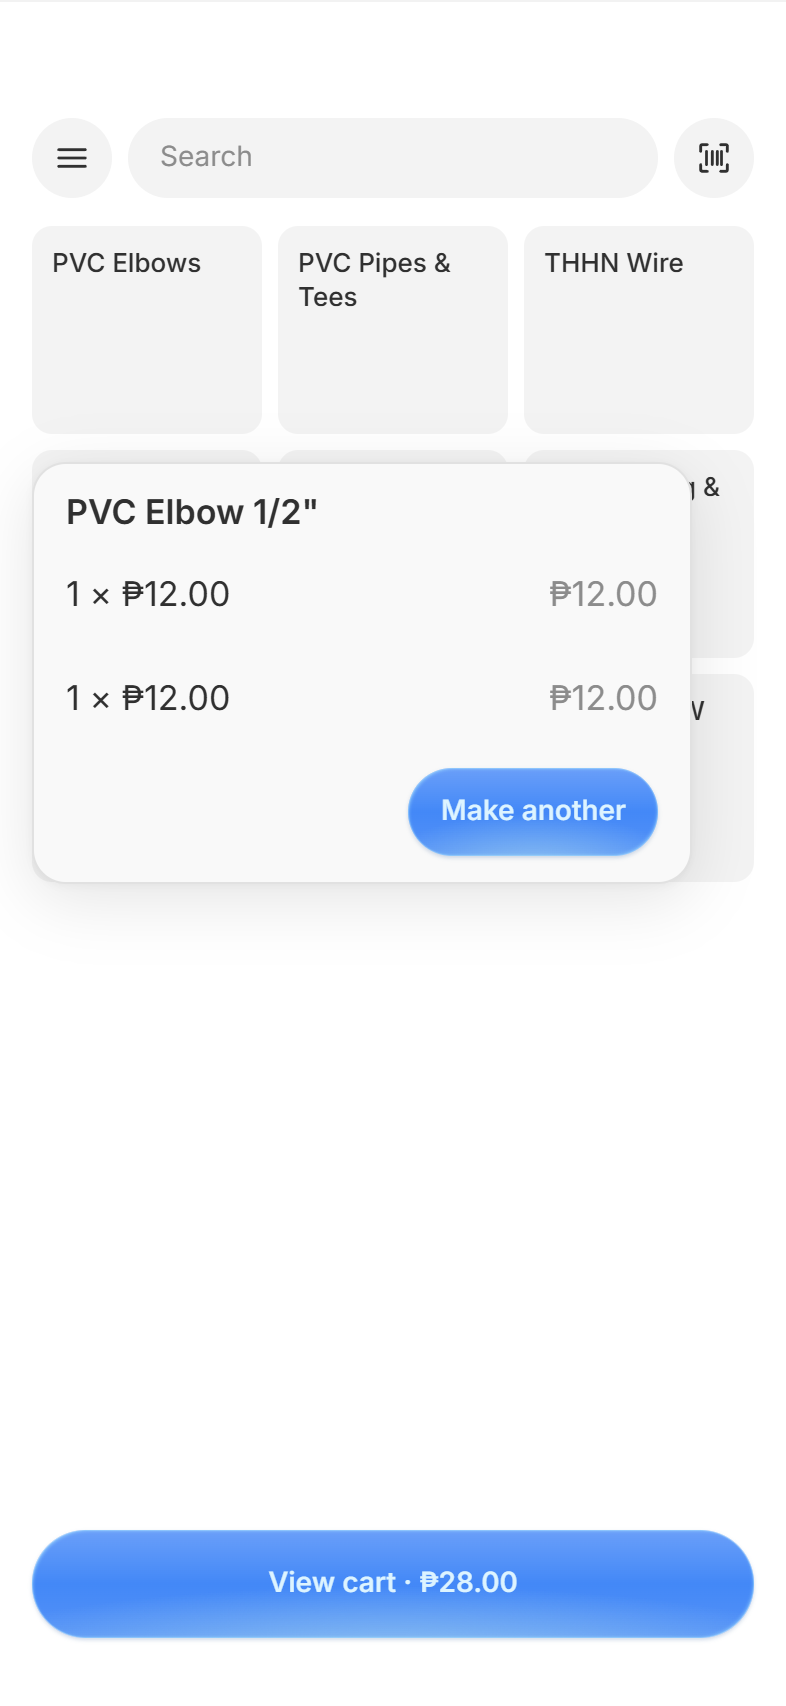 Search
PVC Elbows
PVC Pipes &
Tees
THHN Wire
&
PVC Elbow 1/2"
1 × ₱12.00
₱12.00
1 × ₱12.00
₱12.00
Make another
View cart · ₱28.00